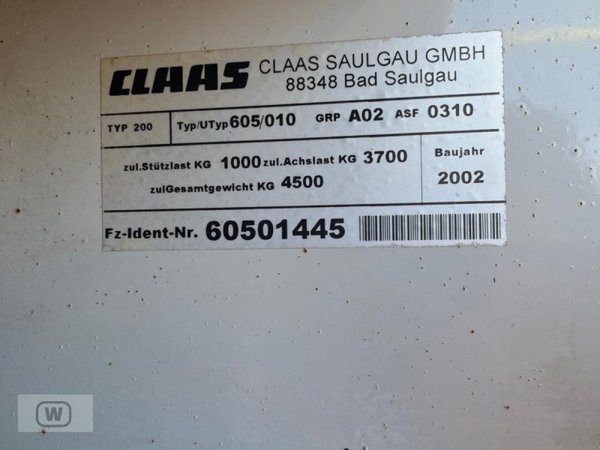 CLAAS CLAAS SAULGAU GMBH
88348 Bad Saulgau
TYP 200 Typ/UTyp 605/010 GRP A02 ASF 0310
zul.Stützlast KG 1000 zul.Achslast KG 3700 Baujahr
zulGesamtgewicht KG 4500 2002
Fz-Ident-Nr. 60501445
W